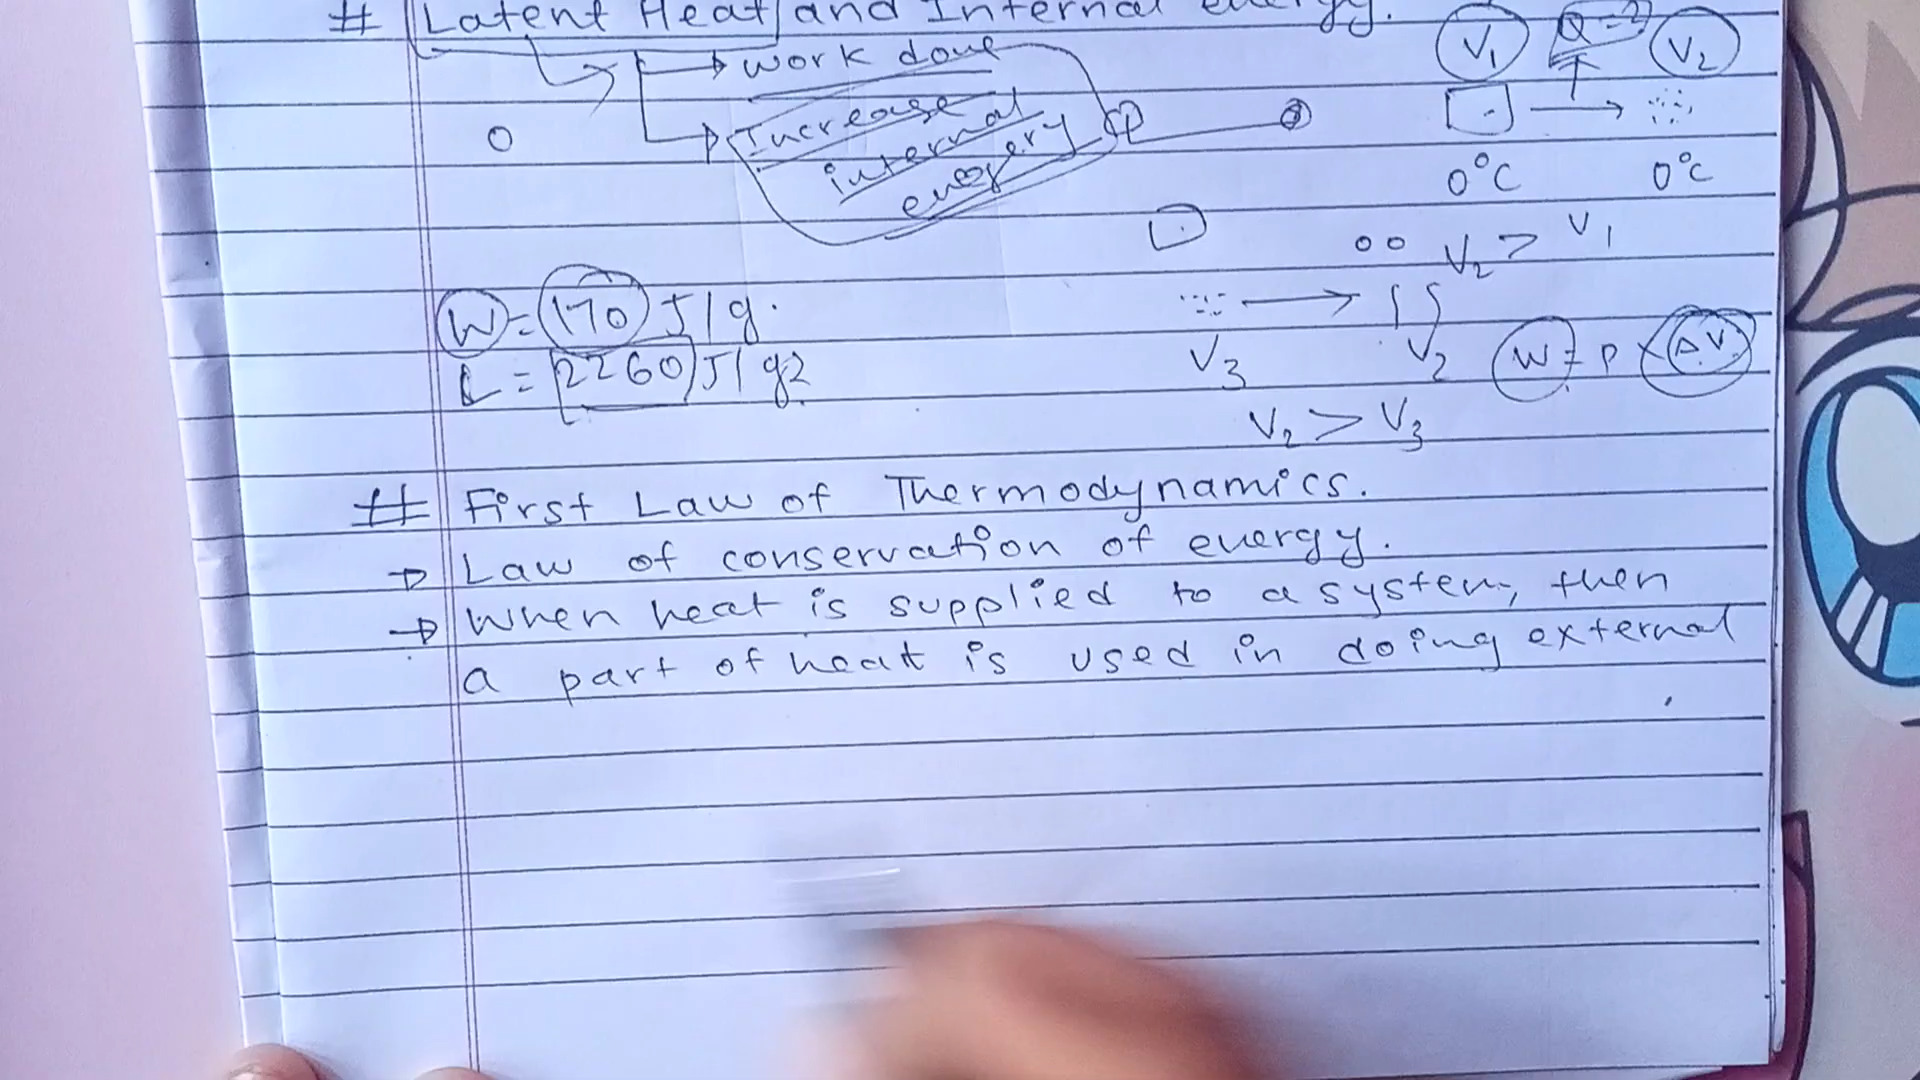 # Latent Heat and Internal energy.
→ work done
→ Increase
internal
energery
V₁ Q = ? V₂
0°C 0°C
V₂ > V₁
W = 170 J/g.
L = 2260 J/g2
V₃ V₂ W = P × ΔV
V₂ > V₃
# First Law of Thermodynamics.
→ Law of conservation of energy.
→ When heat is supplied to a system, then
a part of heat is used in doing external